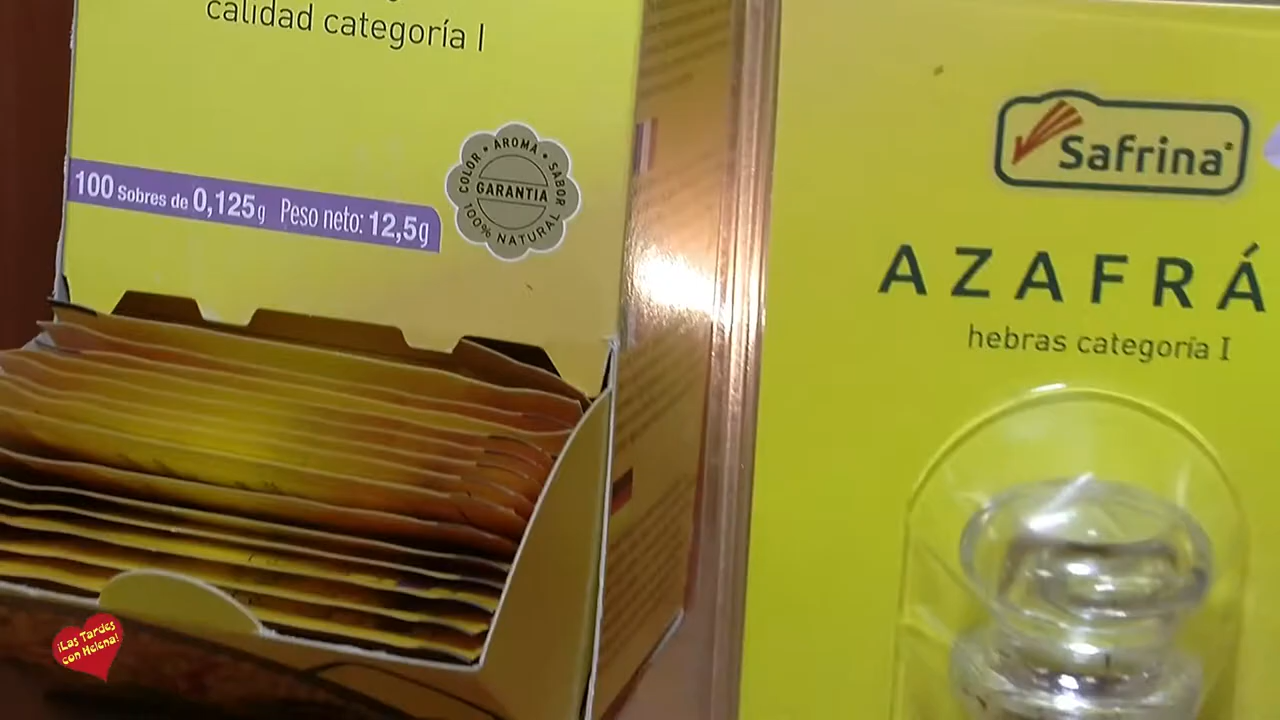 calidad categoría I
100 Sobres de 0,125g Peso neto: 12,5g
COLOR • AROMA • SABOR
GARANTIA
100% NATURAL
Safrina
AZAFRÁ
hebras categoría I
¡Las Tardes
con Helena!